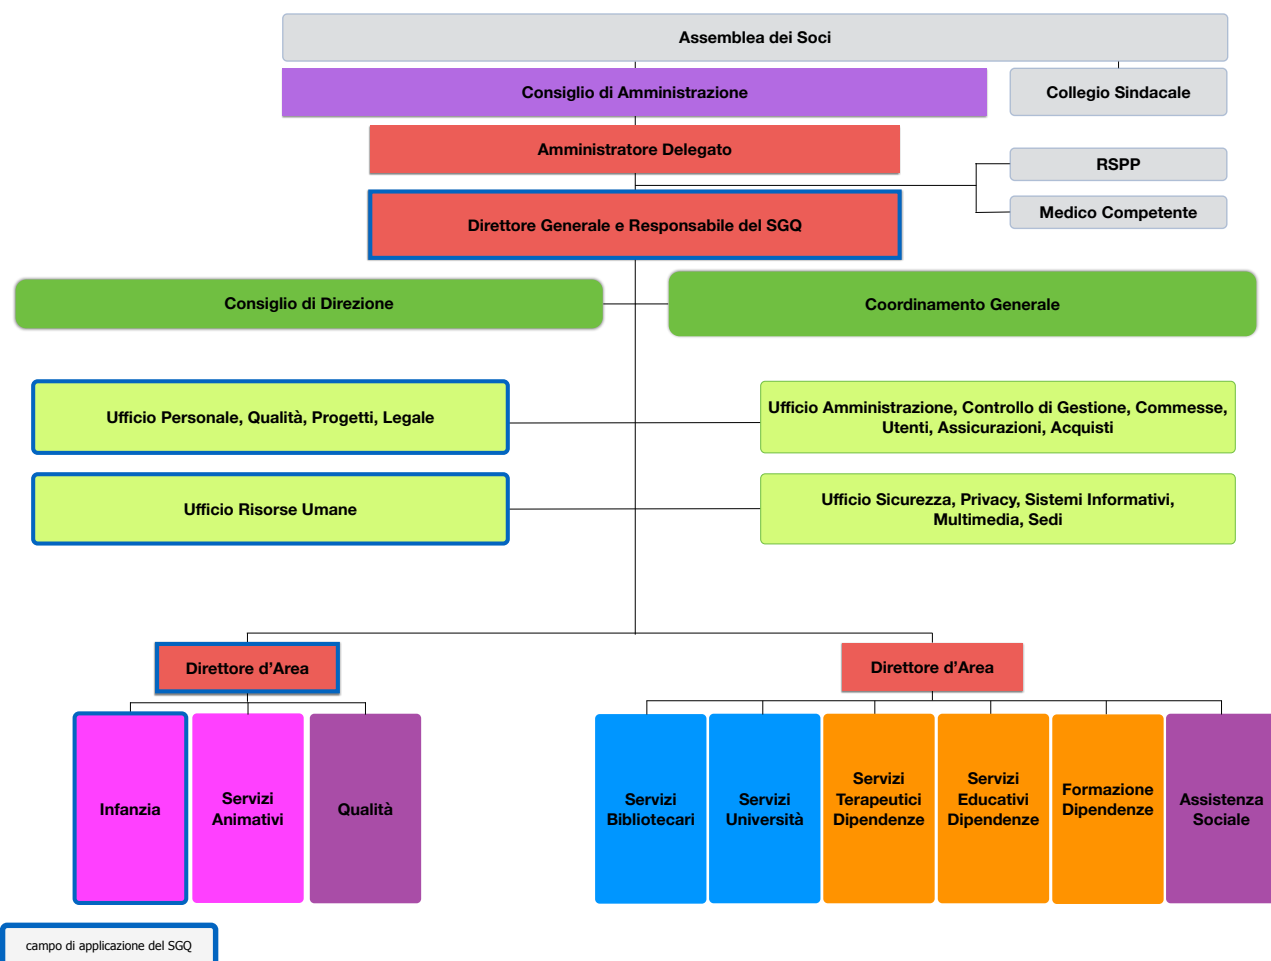 Assemblea dei Soci
Consiglio di Amministrazione
Collegio Sindacale
Amministratore Delegato
RSPP
Medico Competente
Direttore Generale e Responsabile del SGQ
Consiglio di Direzione
Coordinamento Generale
Ufficio Personale, Qualità, Progetti, Legale
Ufficio Amministrazione, Controllo di Gestione, Commesse,
Utenti, Assicurazioni, Acquisti
Ufficio Risorse Umane
Ufficio Sicurezza, Privacy, Sistemi Informativi,
Multimedia, Sedi
Direttore d’Area
Direttore d’Area
Infanzia
Servizi
Animativi
Qualità
Servizi
Bibliotecari
Servizi
Università
Servizi
Terapeutici
Dipendenze
Servizi
Educativi
Dipendenze
Formazione
Dipendenze
Assistenza
Sociale
campo di applicazione del SGQ